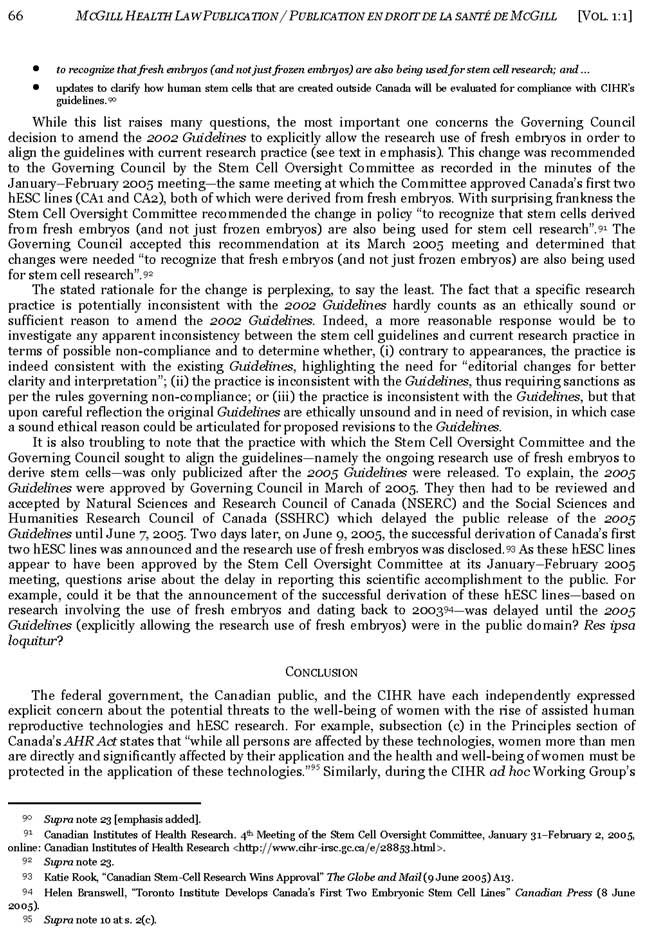 66 MCGILL HEALTH LAW PUBLICATION / PUBLICATION EN DROIT DE LA SANTÉ DE MCGILL [VOL. 1:1]
• to recognize that fresh embryos (and not just frozen embryos) are also being used for stem cell research; and ...
• updates to clarify how human stem cells that are created outside Canada will be evaluated for compliance with CIHR's
guidelines.90
While this list raises many questions, the most important one concerns the Governing Council
decision to amend the 2002 Guidelines to explicitly allow the research use of fresh embryos in order to
align the guidelines with current research practice (see text in emphasis). This change was recommended
to the Governing Council by the Stem Cell Oversight Committee as recorded in the minutes of the
January–February 2005 meeting—the same meeting at which the Committee approved Canada's first two
hESC lines (CA1 and CA2), both of which were derived from fresh embryos. With surprising frankness the
Stem Cell Oversight Committee recommended the change in policy “to recognize that stem cells derived
from fresh embryos (and not just frozen embryos) are also being used for stem cell research”.91 The
Governing Council accepted this recommendation at its March 2005 meeting and determined that
changes were needed “to recognize that fresh embryos (and not just frozen embryos) are also being used
for stem cell research”.92
The stated rationale for the change is perplexing, to say the least. The fact that a specific research
practice is potentially inconsistent with the 2002 Guidelines hardly counts as an ethically sound or
sufficient reason to amend the 2002 Guidelines. Indeed, a more reasonable response would be to
investigate any apparent inconsistency between the stem cell guidelines and current research practice in
terms of possible non-compliance and to determine whether, (i) contrary to appearances, the practice is
indeed consistent with the existing Guidelines, highlighting the need for “editorial changes for better
clarity and interpretation”; (ii) the practice is inconsistent with the Guidelines, thus requiring sanctions as
per the rules governing non-compliance; or (iii) the practice is inconsistent with the Guidelines, but that
upon careful reflection the original Guidelines are ethically unsound and in need of revision, in which case
a sound ethical reason could be articulated for proposed revisions to the Guidelines.
It is also troubling to note that the practice with which the Stem Cell Oversight Committee and the
Governing Council sought to align the guidelines—namely the ongoing research use of fresh embryos to
derive stem cells—was only publicized after the 2005 Guidelines were released. To explain, the 2005
Guidelines were approved by Governing Council in March of 2005. They then had to be reviewed and
accepted by Natural Sciences and Research Council of Canada (NSERC) and the Social Sciences and
Humanities Research Council of Canada (SSHRC) which delayed the public release of the 2005
Guidelines until June 7, 2005. Two days later, on June 9, 2005, the successful derivation of Canada's first
two hESC lines was announced and the research use of fresh embryos was disclosed.93 As these hESC lines
appear to have been approved by the Stem Cell Oversight Committee at its January–February 2005
meeting, questions arise about the delay in reporting this scientific accomplishment to the public. For
example, could it be that the announcement of the successful derivation of these hESC lines—based on
research involving the use of fresh embryos and dating back to 200394—was delayed until the 2005
Guidelines (explicitly allowing the research use of fresh embryos) were in the public domain? Res ipsa
loquitur?
CONCLUSION
The federal government, the Canadian public, and the CIHR have each independently expressed
explicit concern about the potential threats to the well-being of women with the rise of assisted human
reproductive technologies and hESC research. For example, subsection (c) in the Principles section of
Canada's AHR Act states that “while all persons are affected by these technologies, women more than men
are directly and significantly affected by their application and the health and well-being of women must be
protected in the application of these technologies.”95 Similarly, during the CIHR ad hoc Working Group's
90 Supra note 23 [emphasis added].
91 Canadian Institutes of Health Research. 4th Meeting of the Stem Cell Oversight Committee, January 31–February 2, 2005,
online: Canadian Institutes of Health Research <http://www.cihr-irsc.gc.ca/e/28853.html>.
92 Supra note 23.
93 Katie Rook, “Canadian Stem-Cell Research Wins Approval” The Globe and Mail (9 June 2005) A13.
94 Helen Branswell, “Toronto Institute Develops Canada's First Two Embryonic Stem Cell Lines” Canadian Press (8 June
2005).
95 Supra note 10 at s. 2(c).